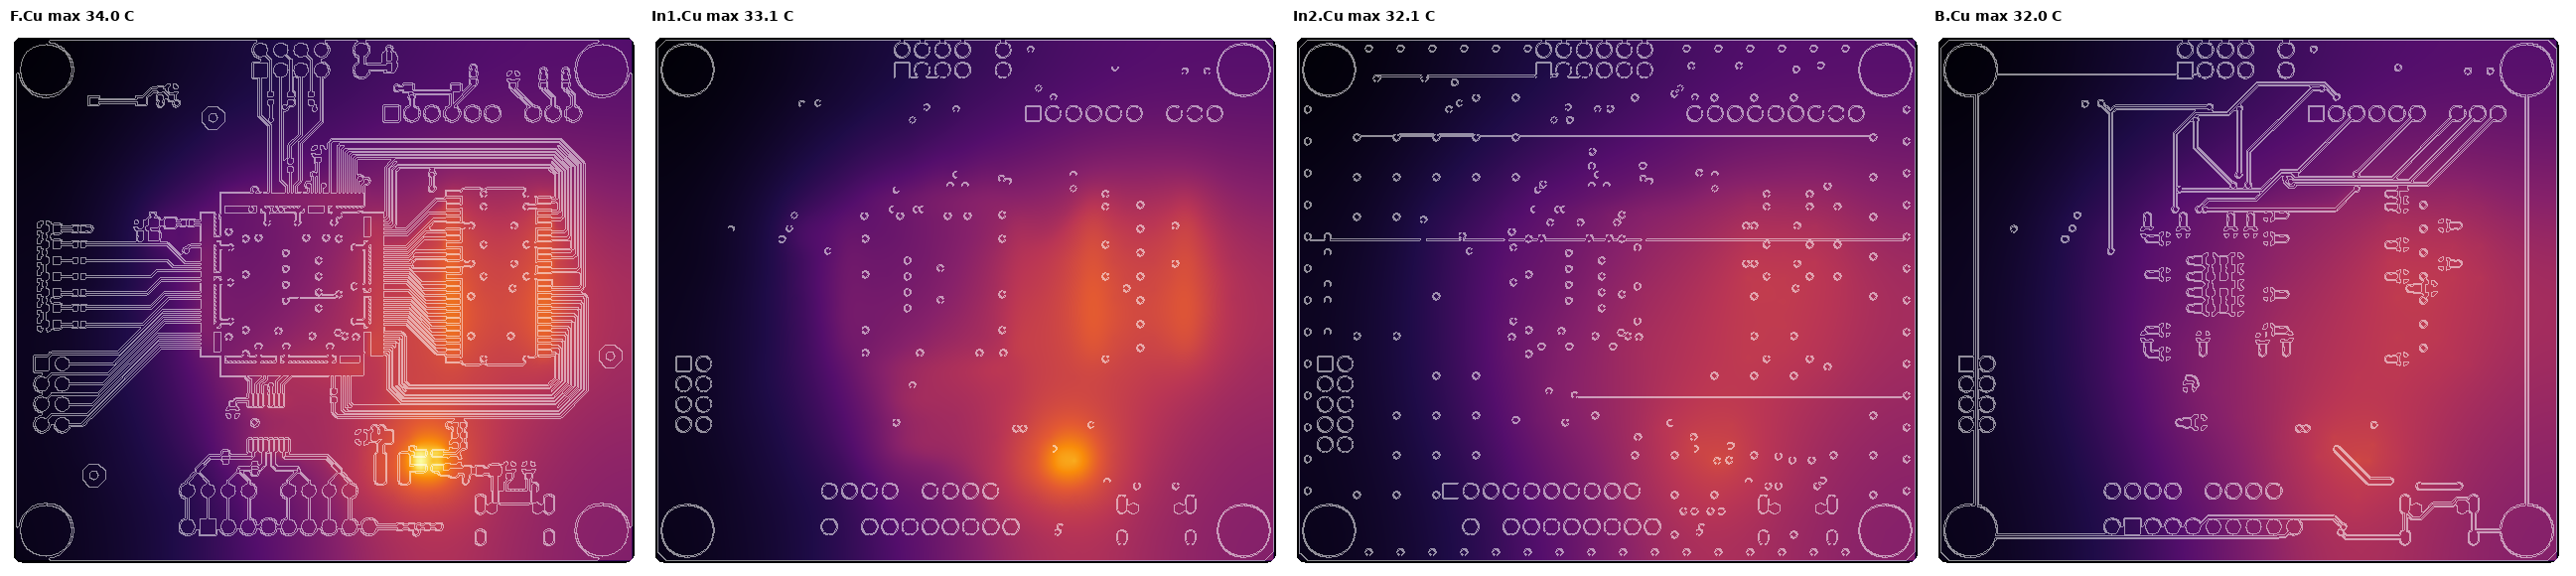 F.Cu max 34.0 C
In1.Cu max 33.1 C
In2.Cu max 32.1 C
B.Cu max 32.0 C